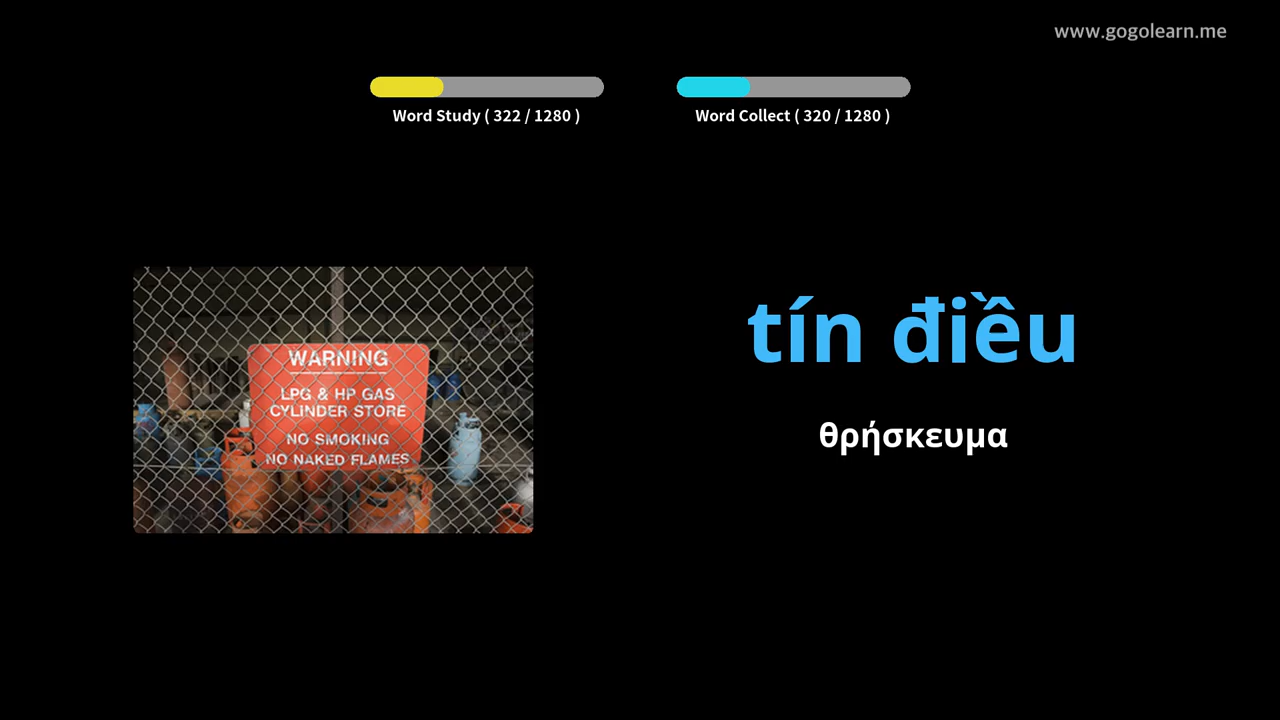 www.gogolearn.me
Word Study ( 322 / 1280 )
Word Collect ( 320 / 1280 )
WARNING
LPG & HP GAS
CYLINDER STORE
NO SMOKING
NO NAKED FLAMES
tín điều
θρήσκευμα